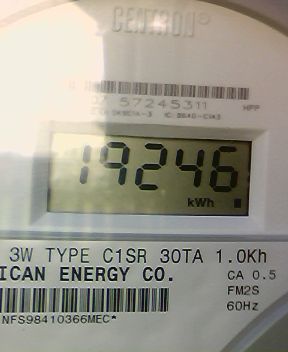 CENTRON®
57245311
HPP
19246
kWh
3W TYPE C1SR 30TA 1.0Kh
ICAN ENERGY CO.
CA 0.5
FM2S
60Hz
NFS98410366MEC*